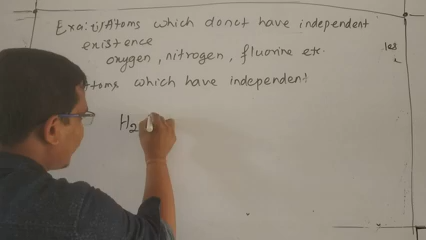 Exa: i) Atoms which donot have independent
existence
oxygen, nitrogen, fluorine etc.
Atoms which have independent
H2